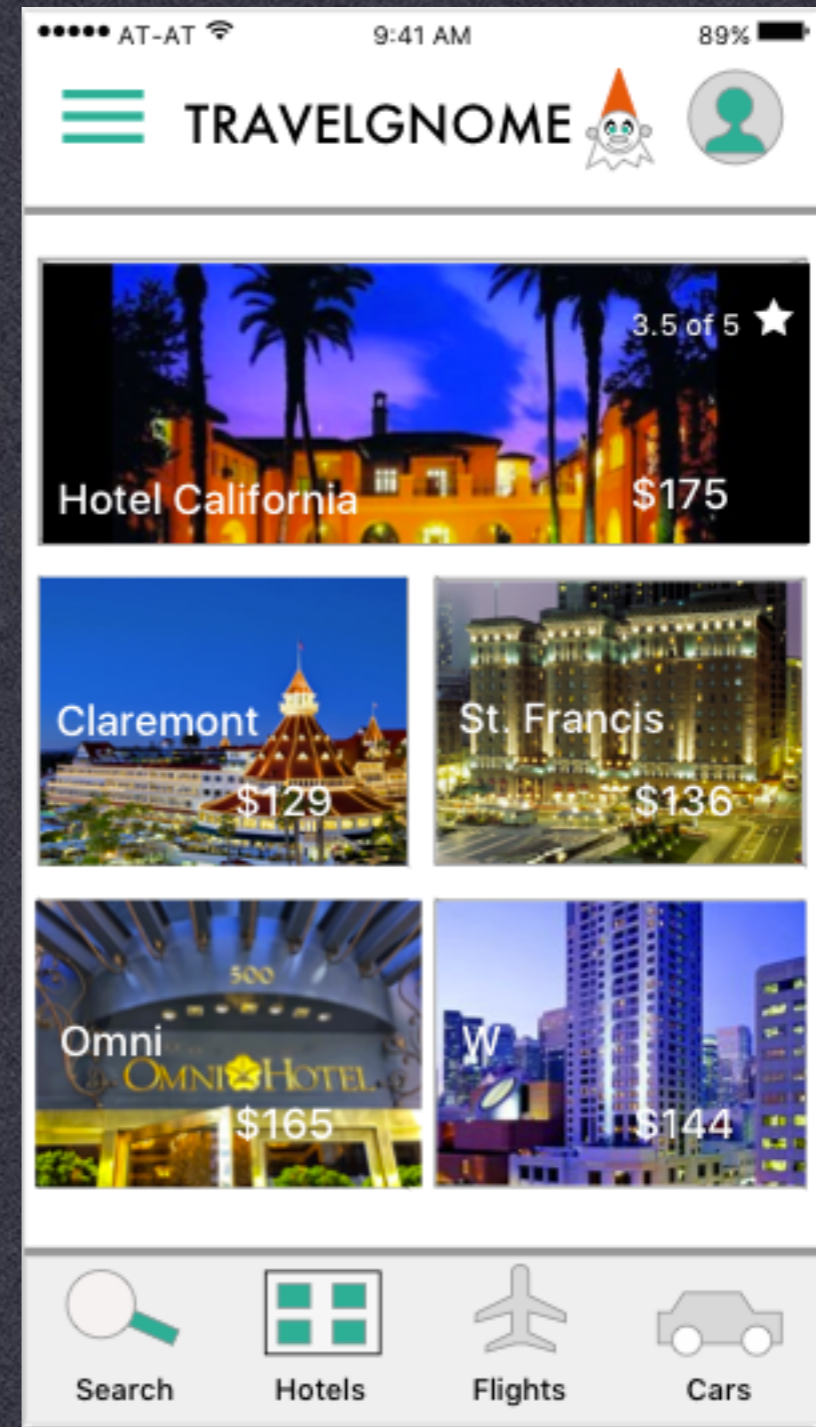 AT-AT 9:41 AM 89%
TRAVELGNOME
3.5 of 5
Hotel California $175
Claremont
$129
St. Francis
$136
500
Omni
OMNI HOTEL
$165
W
$144
Search Hotels Flights Cars